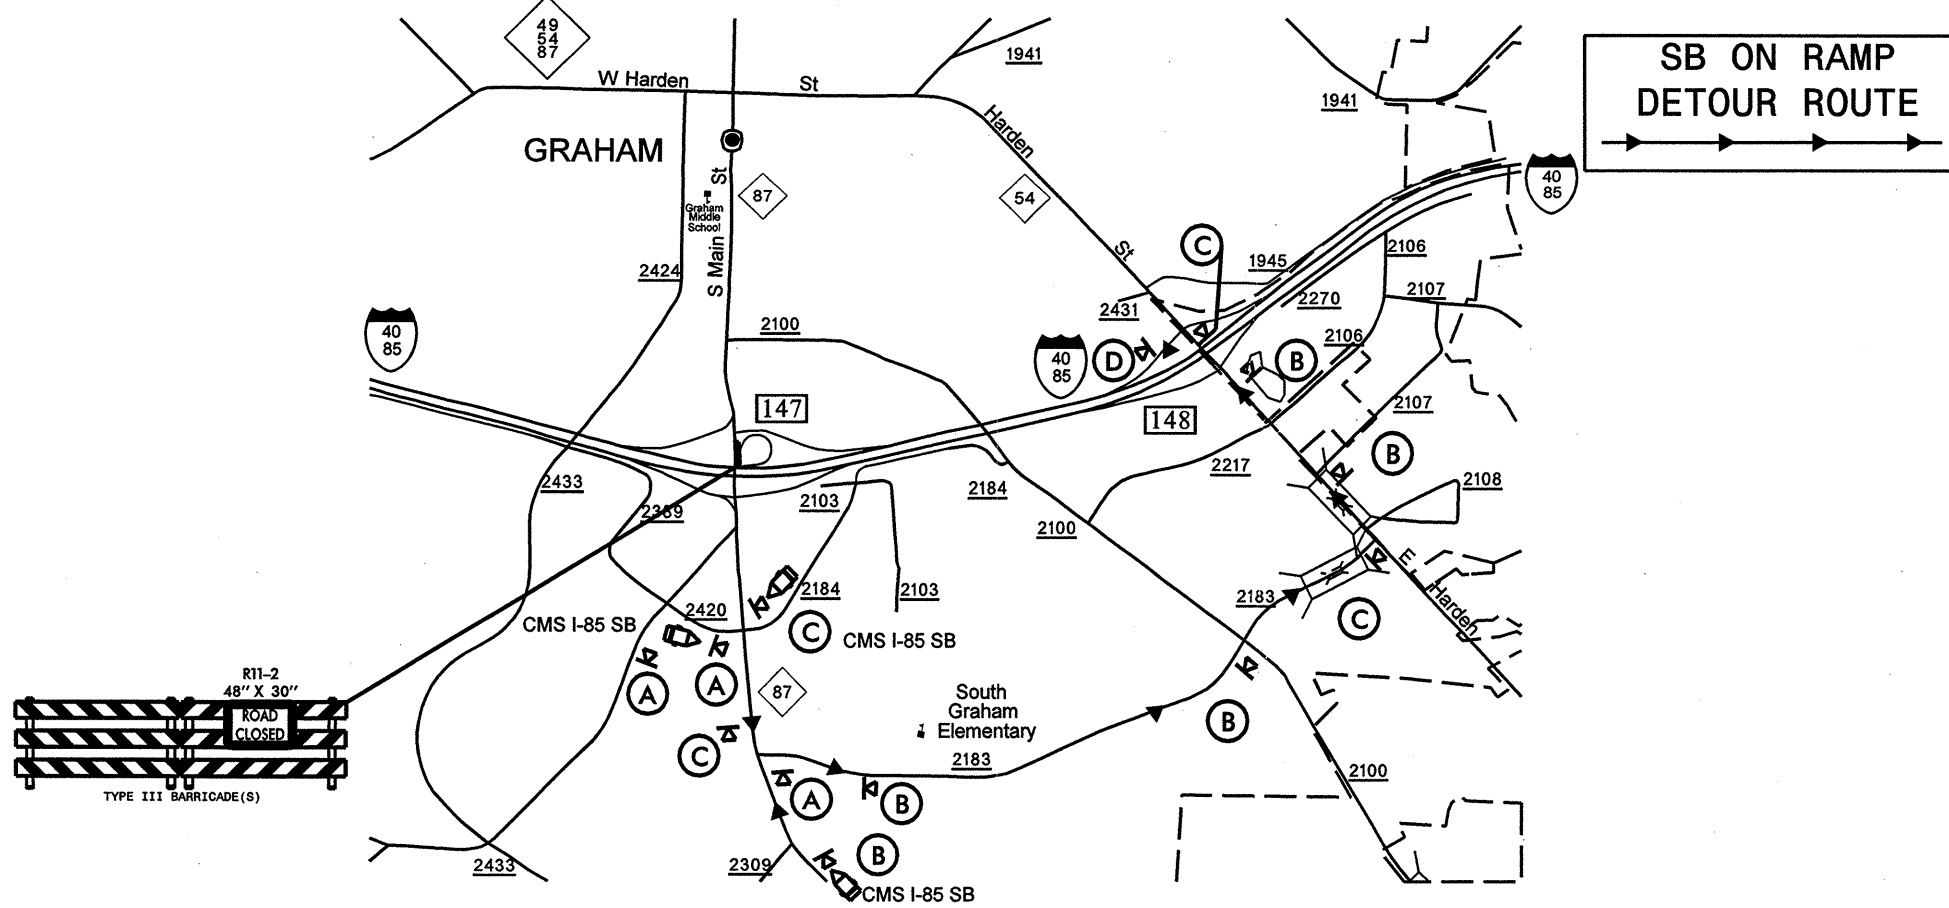 49
54
87
1941
W Harden
St
SB ON RAMP
DETOUR ROUTE
1941
Harden
GRAHAM
St
87
54
40
85
Graham
Middle
School
S Main
St
C
2106
1945
2424
2107
2270
2431
40
85
2100
2106
40
85
D
B
147
2107
148
B
2217
2433
2184
2103
2108
2389
2100
E
Harden
2184
2103
2183
2420
CMS I-85 SB
C
CMS I-85 SB
C
R11-2
48" X 30"
A
A
87
South
Graham
Elementary
B
ROAD
CLOSED
C
2183
2100
TYPE III BARRICADE(S)
A
B
B
2433
2309
CMS I-85 SB